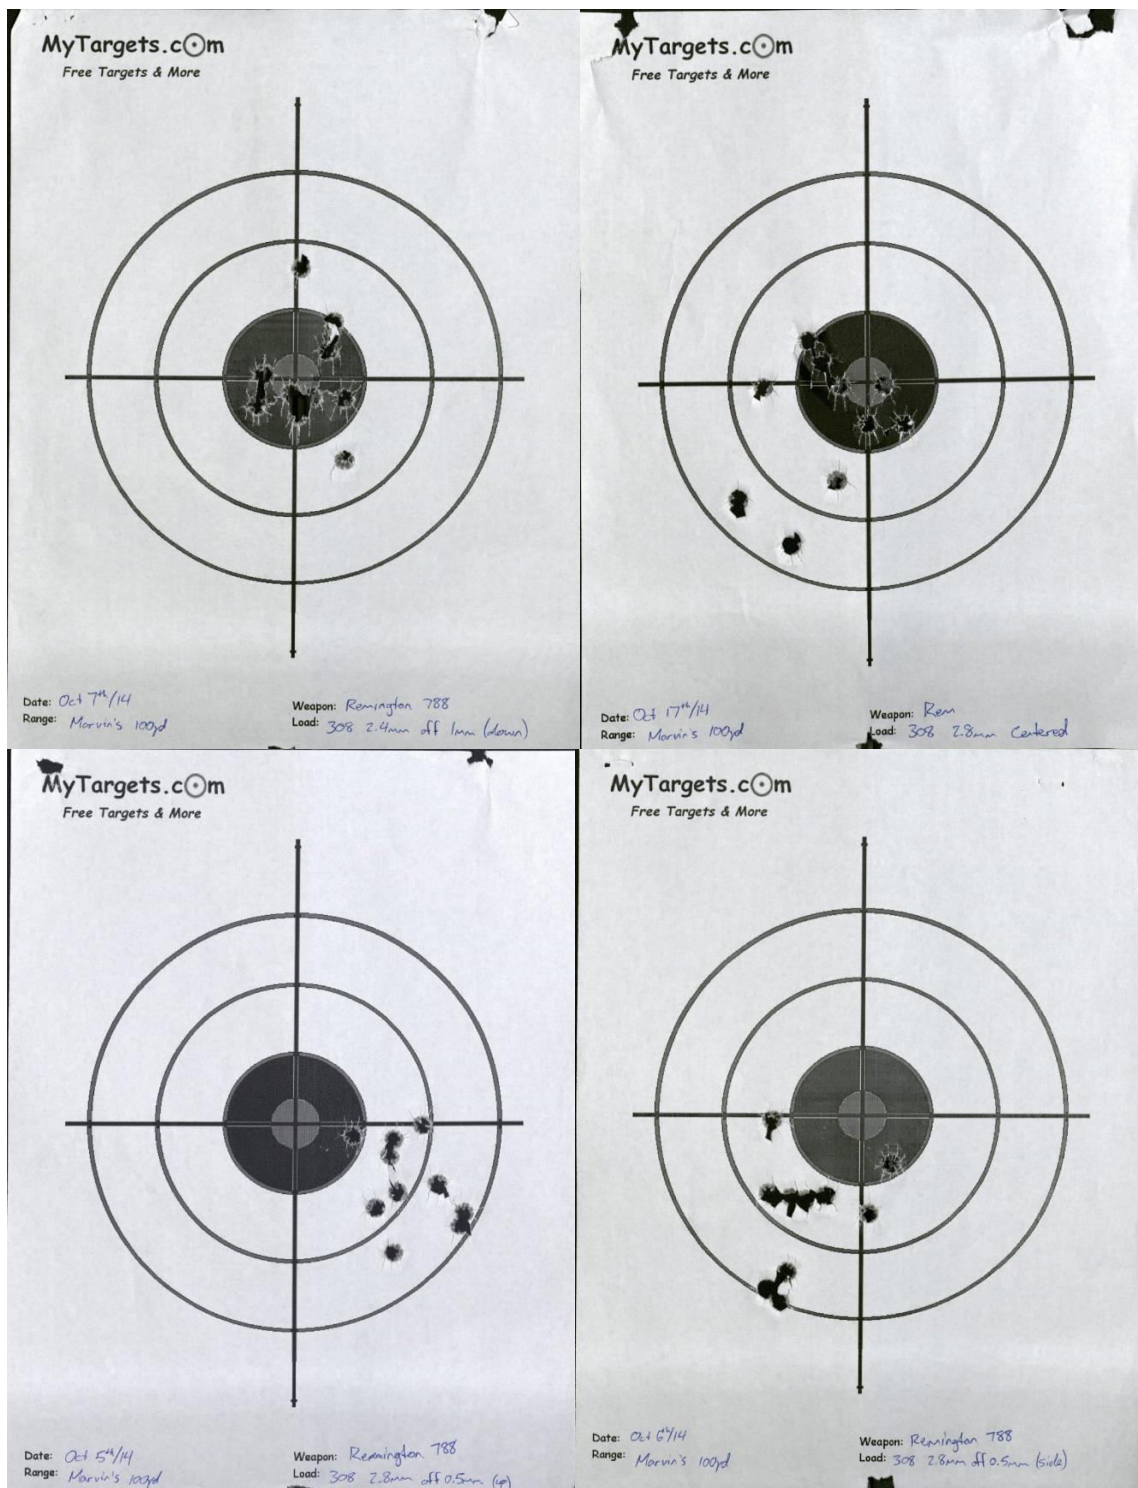 MyTargets.com
Free Targets & More
Date: Oct 7th/14
Range: Marvin's 100yd
Weapon: Remington 788
Load: 308 2.4mm off 1mm (down)
MyTargets.com
Free Targets & More
Date: Oct 17th/14
Range: Marvin's 100yd
Weapon: Rem
Load: 308 2.8mm Centered
MyTargets.com
Free Targets & More
Date: Oct 5th/14
Range: Marvin's 100yd
Weapon: Remington 788
Load: 308 2.8mm off 0.5mm (up)
MyTargets.com
Free Targets & More
Date: Oct 6th/14
Range: Marvin's 100yd
Weapon: Remington 788
Load: 308 2.8mm off 0.5mm (side)